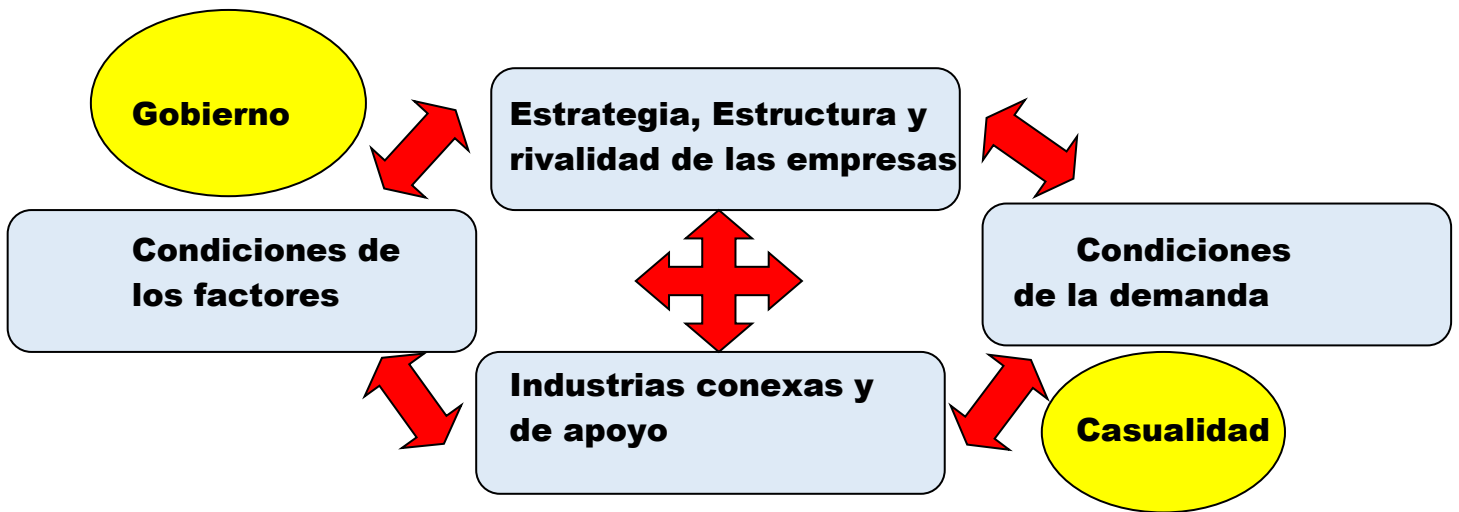 Gobierno
Estrategia, Estructura y
rivalidad de las empresas
Condiciones de
los factores
Condiciones
de la demanda
Industrias conexas y
de apoyo
Casualidad